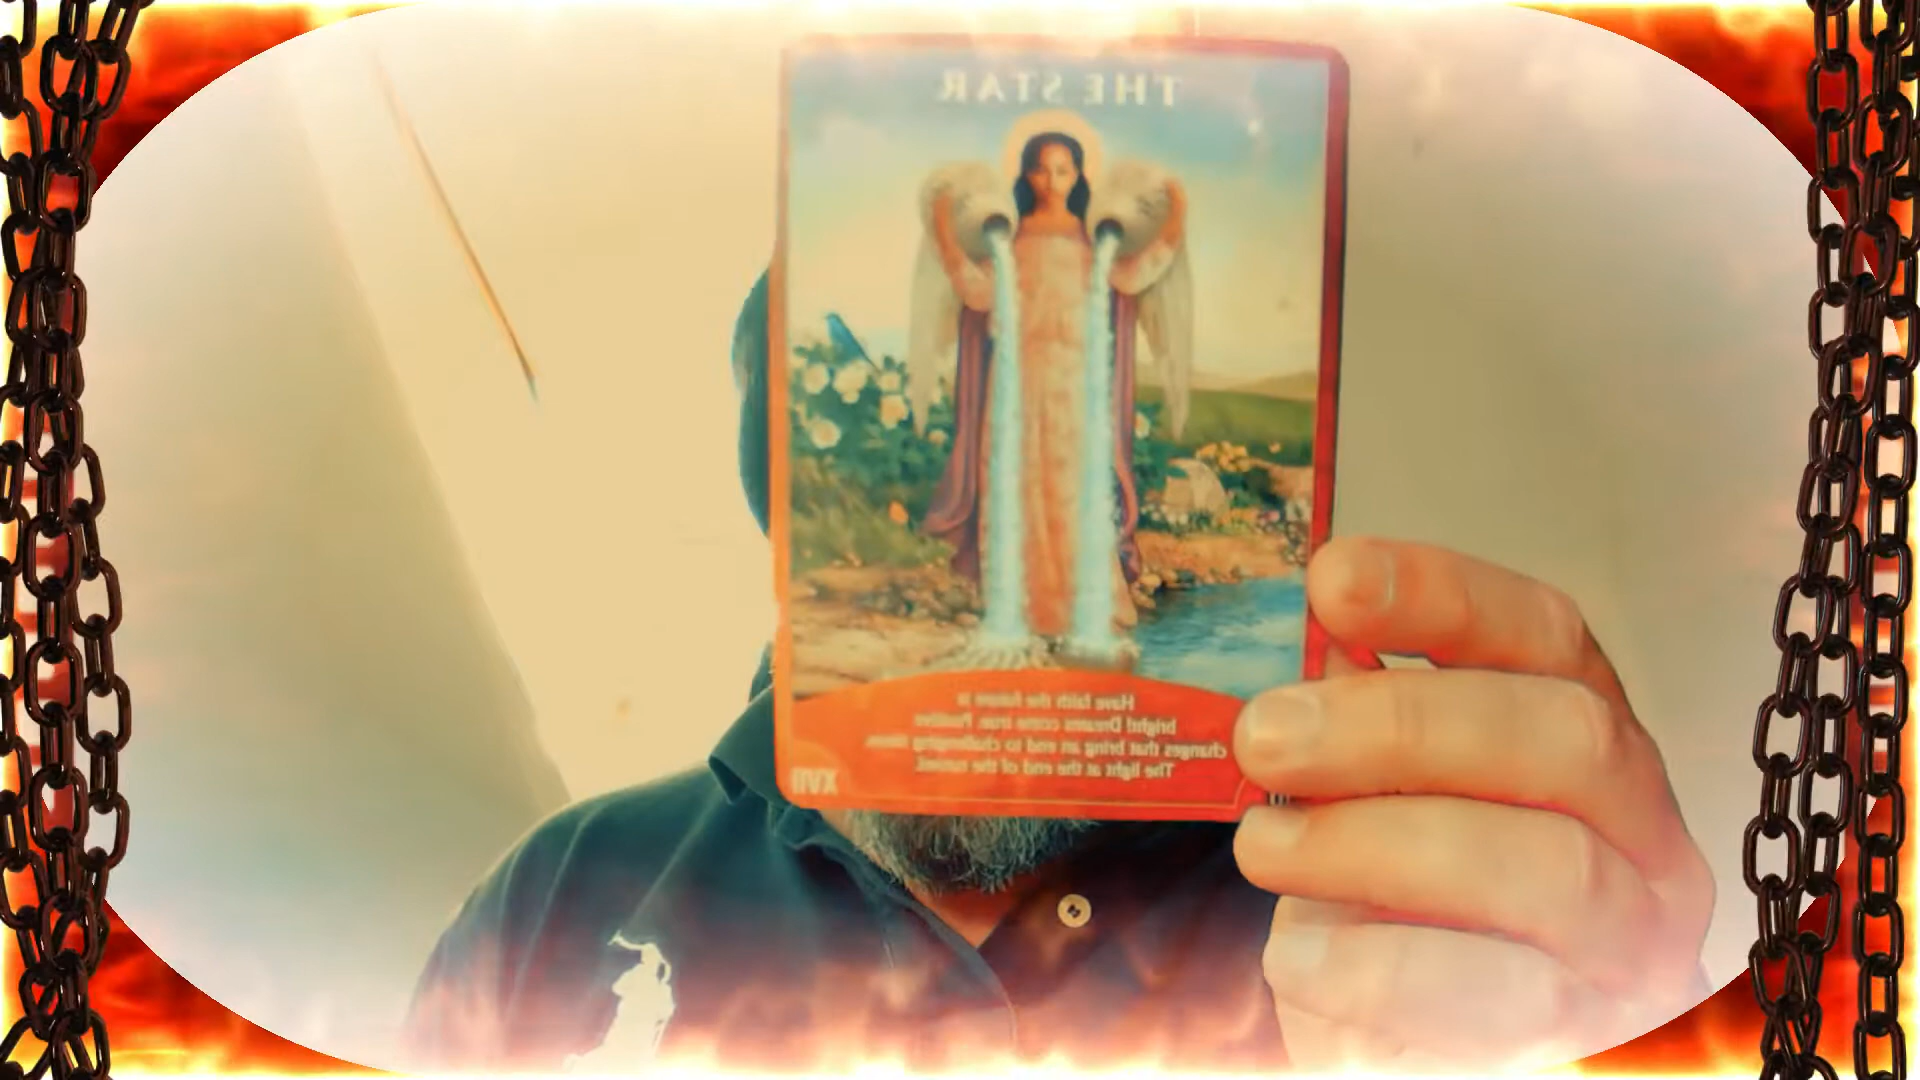 THE STAR
Have faith the future is
bright! Dreams come true. Positive
changes that bring an end to challenging times.
The light at the end of the tunnel.
XVII